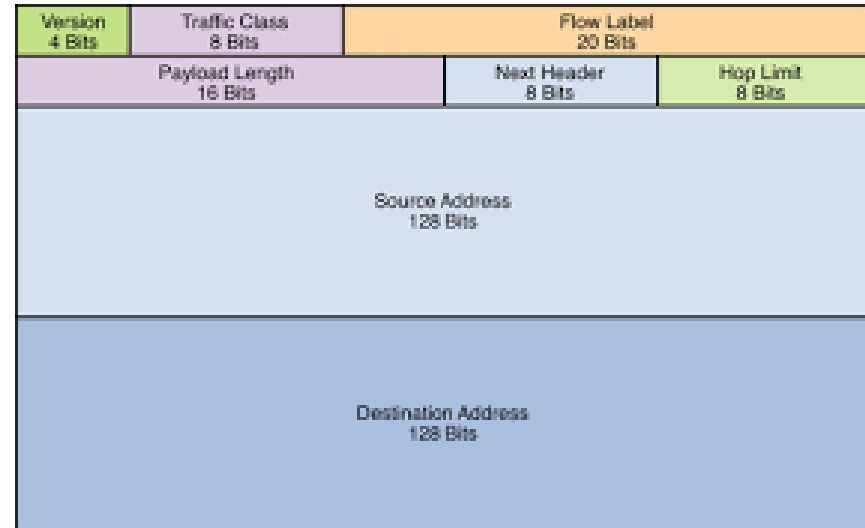 Version
4 Bits
Traffic Class
8 Bits
Flow Label
20 Bits
Payload Length
16 Bits
Next Header
8 Bits
Hop Limit
8 Bits
Source Address
128 Bits
Destination Address
128 Bits